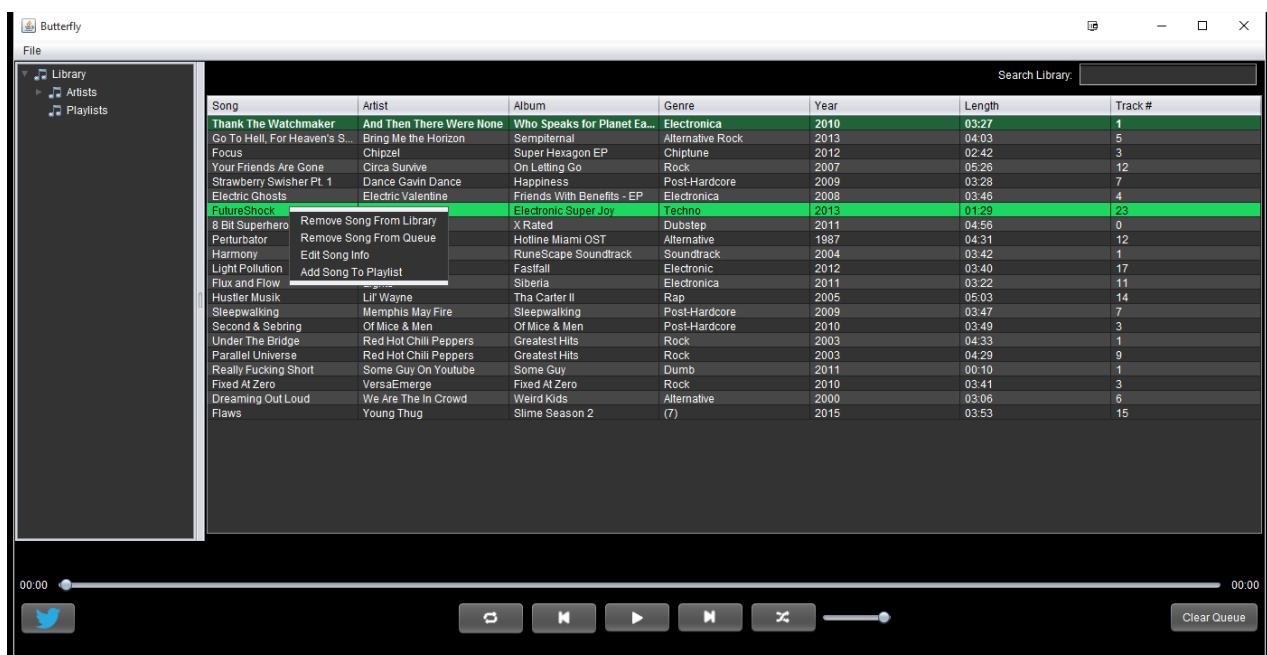 Butterfly
File
Library
Artists
Playlists
Search Library:
Song Artist Album Genre Year Length Track #
Thank The Watchmaker And Then There Were None Who Speaks for Planet Ea... Electronica 2010 03:27 1
Go To Hell, For Heaven's S... Bring Me the Horizon Sempiternal Alternative Rock 2013 04:03 5
Focus Chipzel Super Hexagon EP Chiptune 2012 02:42 3
Your Friends Are Gone Circa Survive On Letting Go Rock 2007 05:26 12
Strawberry Swisher Pt. 1 Dance Gavin Dance Happiness Post-Hardcore 2009 03:28 7
Electric Ghosts Electric Valentine Friends With Benefits - EP Electronica 2008 03:46 4
FutureShock Electronic Super Joy Techno 2013 01:29 23
8 Bit Superhero X Rated Dubstep 2011 04:56 0
Perturbator Hotline Miami OST Alternative 1987 04:31 12
Harmony RuneScape Soundtrack Soundtrack 2004 03:42 1
Light Pollution Fastfall Electronic 2012 03:40 17
Flux and Flow Siberia Electronica 2011 03:22 11
Hustler Musik Lil' Wayne Tha Carter II Rap 2005 05:03 14
Sleepwalking Memphis May Fire Sleepwalking Post-Hardcore 2009 03:47 7
Second & Sebring Of Mice & Men Of Mice & Men Post-Hardcore 2010 03:49 3
Under The Bridge Red Hot Chili Peppers Greatest Hits Rock 2003 04:33 1
Parallel Universe Red Hot Chili Peppers Greatest Hits Rock 2003 04:29 9
Really Fucking Short Some Guy On Youtube Some Guy Dumb 2011 00:10 1
Fixed At Zero VersaEmerge Fixed At Zero Rock 2010 03:41 3
Dreaming Out Loud We Are The In Crowd Weird Kids Alternative 2000 03:06 6
Flaws Young Thug Slime Season 2 (7) 2015 03:53 15
Remove Song From Library
Remove Song From Queue
Edit Song Info
Add Song To Playlist
00:00 00:00
Clear Queue